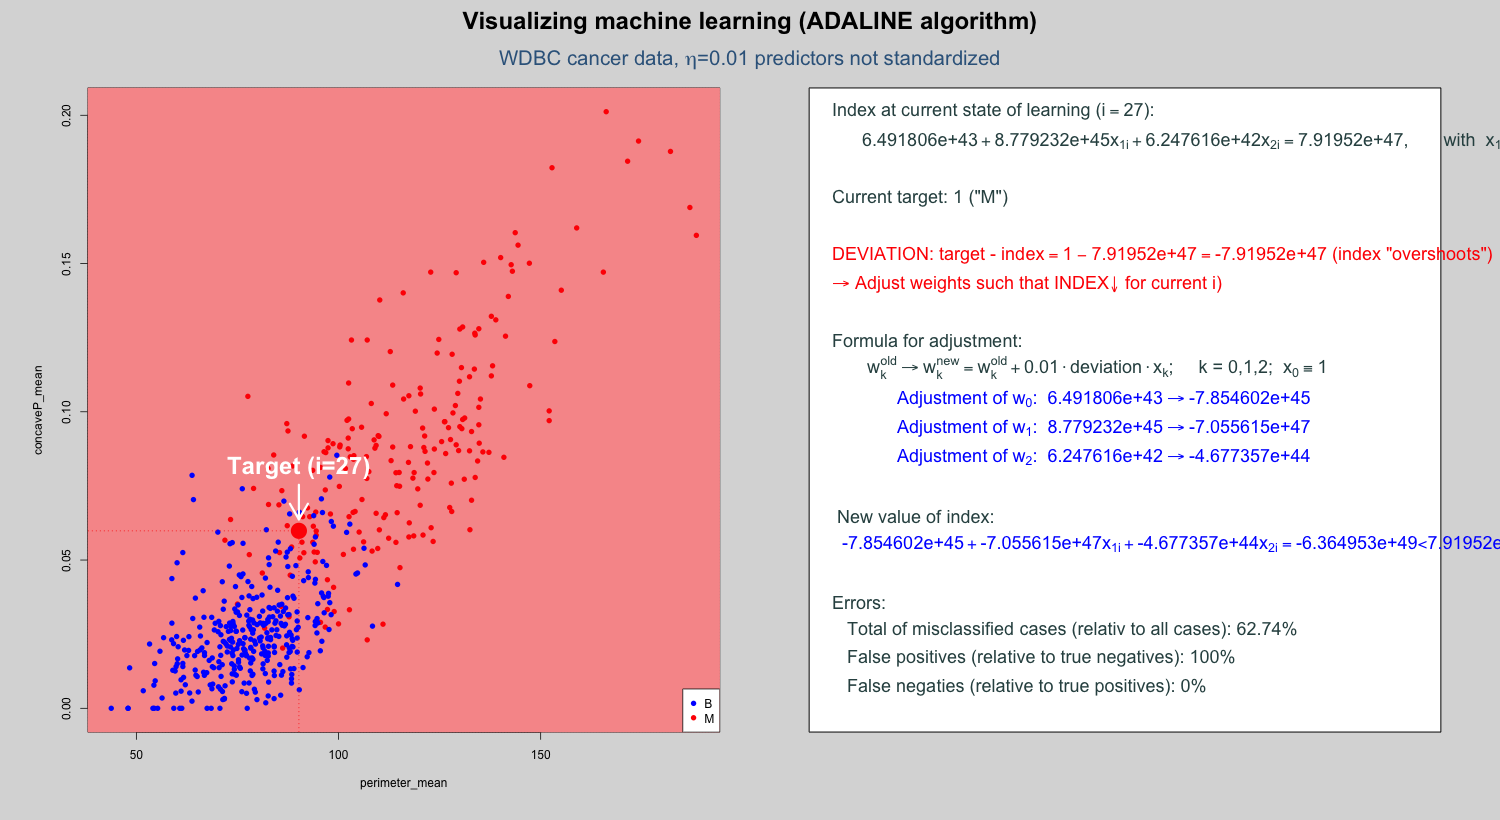 Visualizing machine learning (ADALINE algorithm)
WDBC cancer data, η=0.01 predictors not standardized
0.20
0.15
0.10
0.05
0.00
concaveP_mean
Target (i=27)
B
M
50
100
150
perimeter_mean
Index at current state of learning (i = 27):
6.491806e+43 + 8.779232e+45x1i + 6.247616e+42x2i = 7.91952e+47, with x1
Current target: 1 ("M")
DEVIATION: target - index = 1 − 7.91952e+47 = -7.91952e+47 (index "overshoots")
→ Adjust weights such that INDEX↓ for current i)
Formula for adjustment:
w_k^old → w_k^new = w_k^old + 0.01 · deviation · x_k; k = 0,1,2; x0 ≡ 1
Adjustment of w0: 6.491806e+43 → -7.854602e+45
Adjustment of w1: 8.779232e+45 → -7.055615e+47
Adjustment of w2: 6.247616e+42 → -4.677357e+44
New value of index:
-7.854602e+45 + -7.055615e+47x1i + -4.677357e+44x2i = -6.364953e+49<7.91952e
Errors:
Total of misclassified cases (relativ to all cases): 62.74%
False positives (relative to true negatives): 100%
False negaties (relative to true positives): 0%